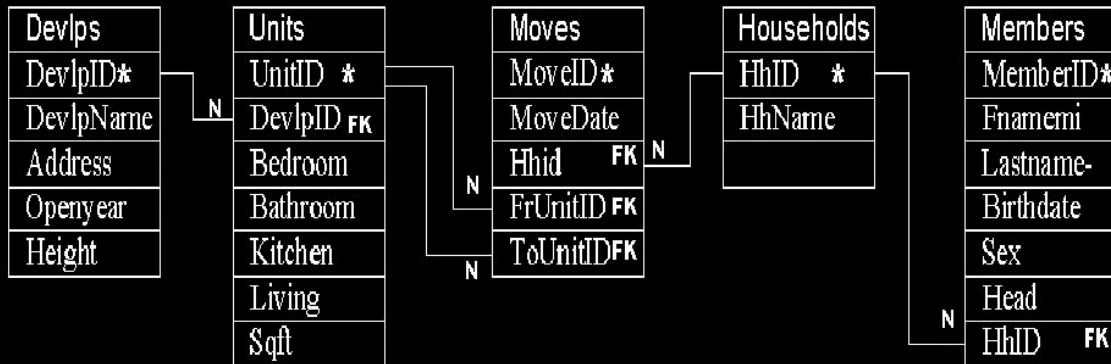 Devlps
DevlpID*
DevlpName
Address
Openyear
Height
N
Units
UnitID *
DevlpID FK
Bedroom
Bathroom
Kitchen
Living
Sqft
N
N
Moves
MoveID*
MoveDate
Hhid FK
FrUnitID FK
ToUnitID FK
N
Households
HhID *
HhName
N
Members
MemberID*
Fnamemi
Lastname-
Birthdate
Sex
Head
HhID FK